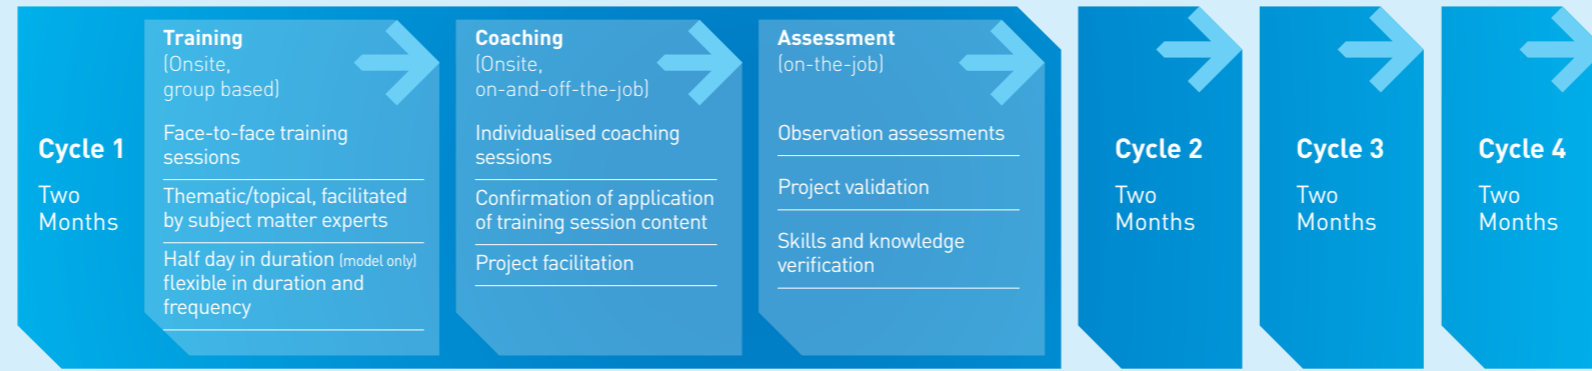 Cycle 1
Two
Months
Training
(Onsite,
group based)
Face-to-face training
sessions
Thematic/topical, facilitated
by subject matter experts
Half day in duration (model only)
flexible in duration and
frequency
Coaching
(Onsite,
on-and-off-the-job)
Individualised coaching
sessions
Confirmation of application
of training session content
Project facilitation
Assessment
(on-the-job)
Observation assessments
Project validation
Skills and knowledge
verification
Cycle 2
Two
Months
Cycle 3
Two
Months
Cycle 4
Two
Months